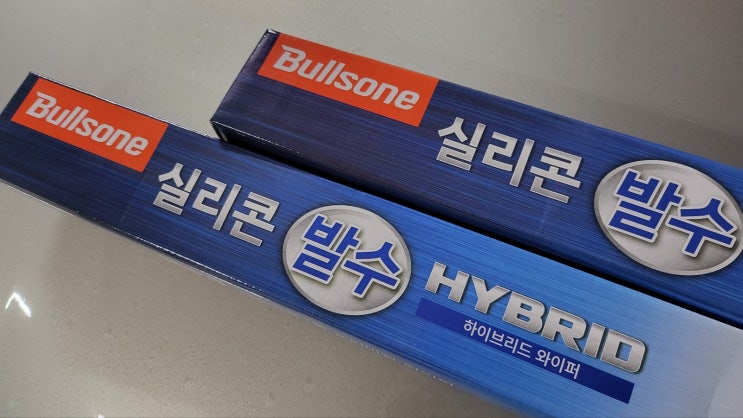 Bullsone
실리콘
발수
Bullsone
실리콘
발수
HYBRID
하이브리드 와이퍼